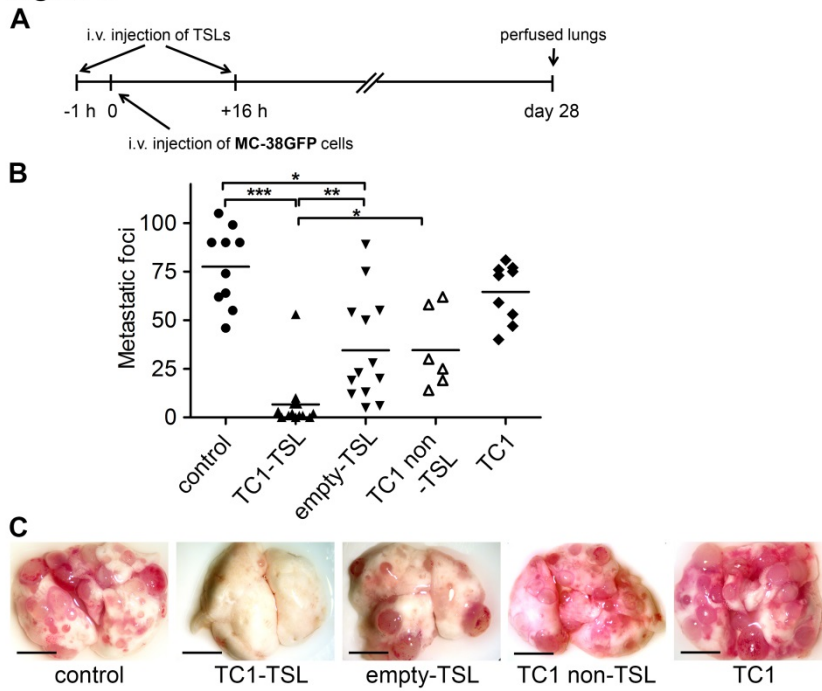 A
i.v. injection of TSLs
perfused lungs
-1 h 0 +16 h day 28
i.v. injection of MC-38GFP cells
B
* 
*** **
*
Metastatic foci
100
75
50
25
0
control TC1-TSL empty-TSL TC1 non
-TSL TC1
C
control TC1-TSL empty-TSL TC1 non-TSL TC1